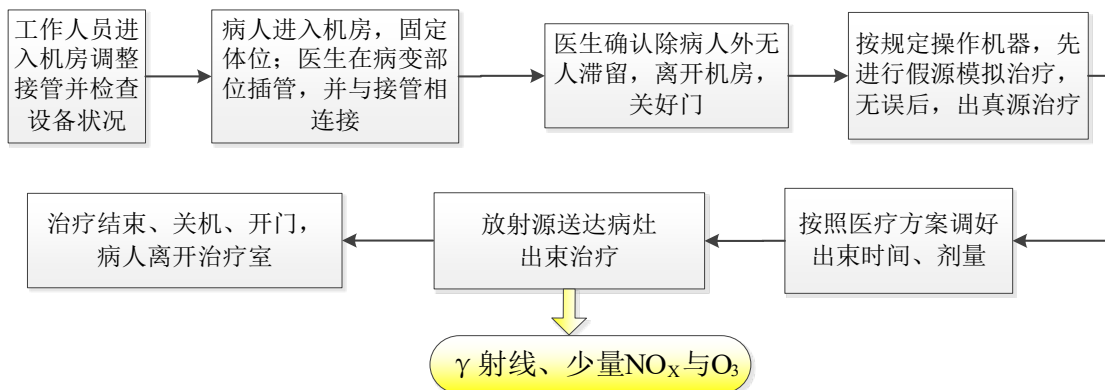 工作人员进
入机房调整
接管并检查
设备状况
病人进入机房，固定
体位；医生在病变部
位插管，并与接管相
连接
医生确认除病人外无
人滞留，离开机房，
关好门
按规定操作机器，先
进行假源模拟治疗，
无误后，出真源治疗
按照医疗方案调好
出束时间、剂量
放射源送达病灶
出束治疗
治疗结束、关机、开门，
病人离开治疗室
γ 射线、少量NOX与O3